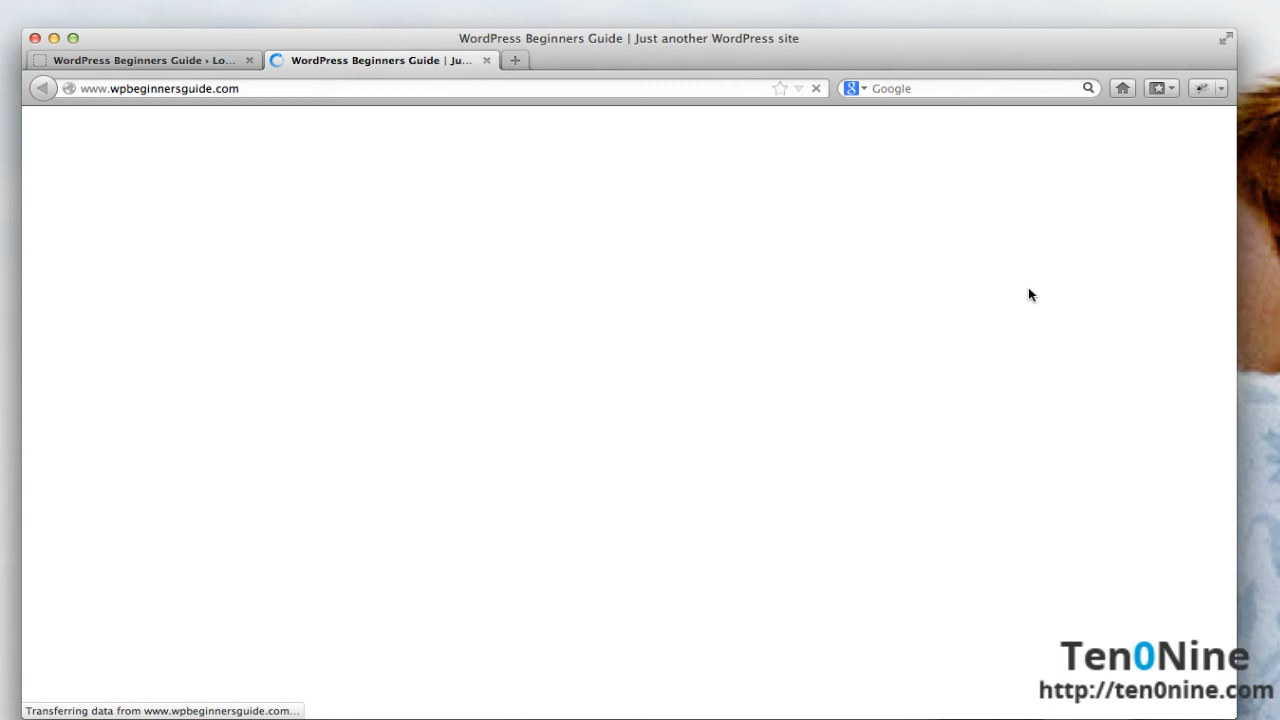 WordPress Beginners Guide | Just another WordPress site
WordPress Beginners Guide › Lo...
WordPress Beginners Guide | Ju...
www.wpbeginnersguide.com
Google
Ten0Nine
http://ten0nine.com
Transferring data from www.wpbeginnersguide.com...